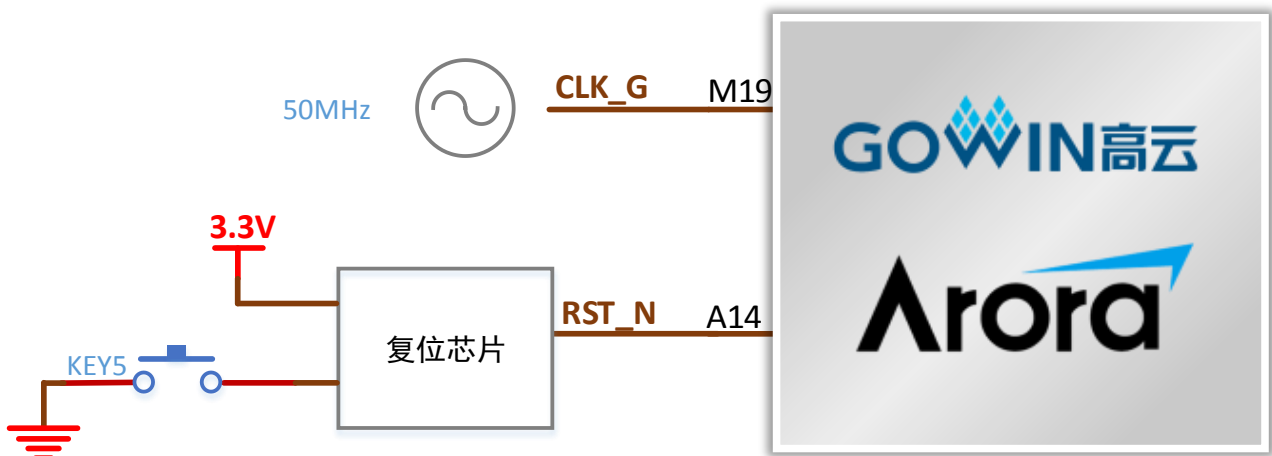 50MHz
CLK_G
M19
GOWIN高云
3.3V
Arora
RST_N
A14
复位芯片
KEY5